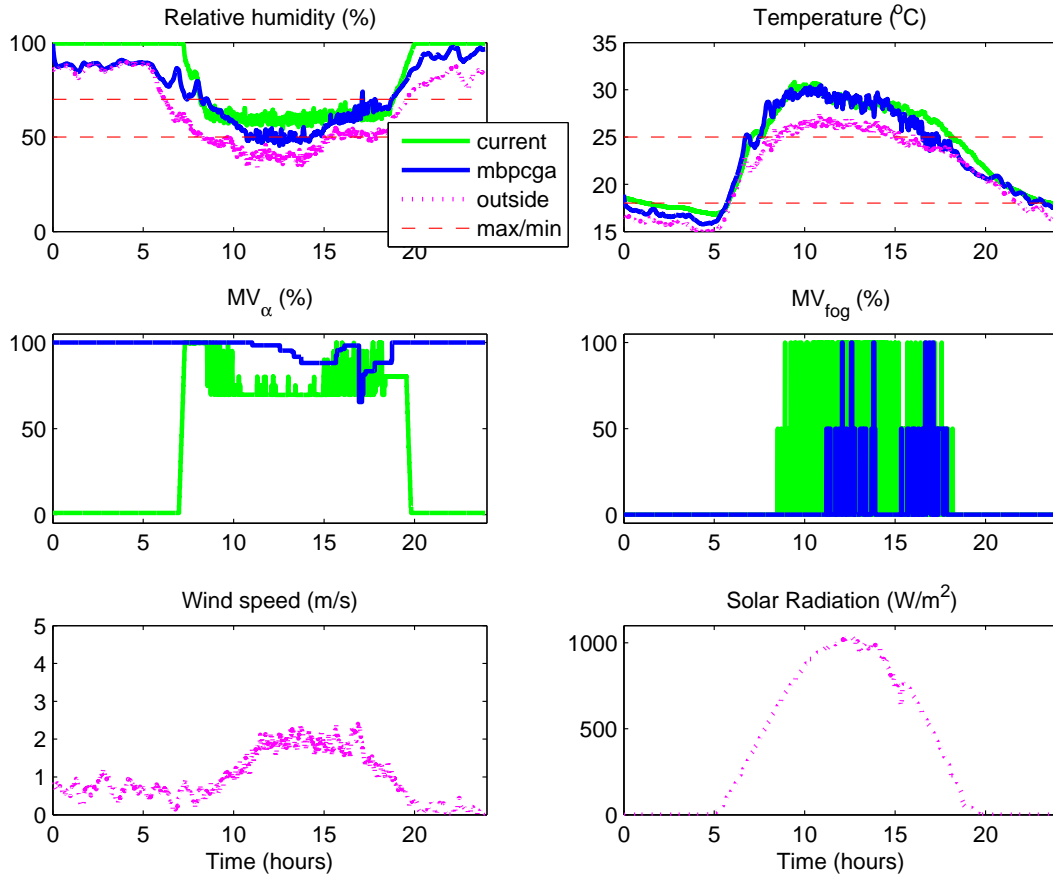 Relative humidity (%)
100
50
0
0 5 10 15 20
current
mbpcga
outside
max/min
Temperature (ºC)
35
30
25
20
15
0 5 10 15 20
MVα (%)
100
50
0
0 5 10 15 20
MVfog (%)
100
50
0
0 5 10 15 20
Wind speed (m/s)
5
4
3
2
1
0
0 5 10 15 20
Time (hours)
Solar Radiation (W/m²)
1000
500
0
0 5 10 15 20
Time (hours)